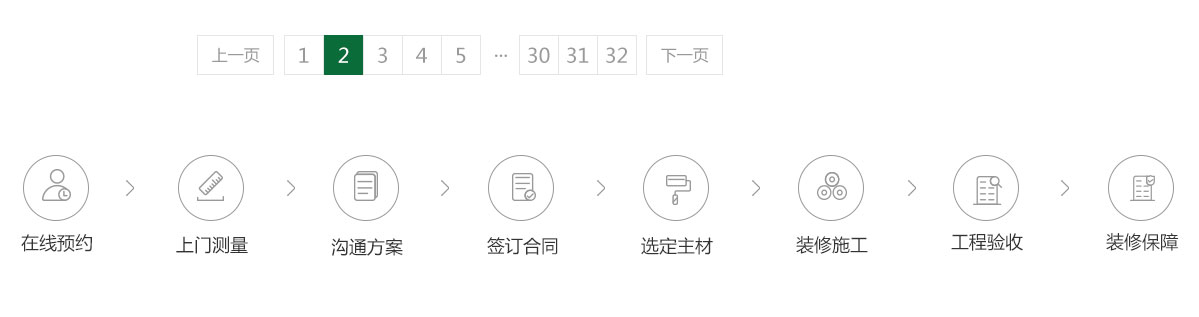 上一页 1 2 3 4 5 ··· 30 31 32 下一页
在线预约 上门测量 沟通方案 签订合同 选定主材 装修施工 工程验收 装修保障